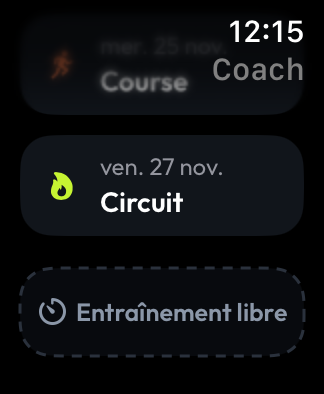 12:15
Coach
mer. 25 nov.
Course
ven. 27 nov.
Circuit
Entraînement libre